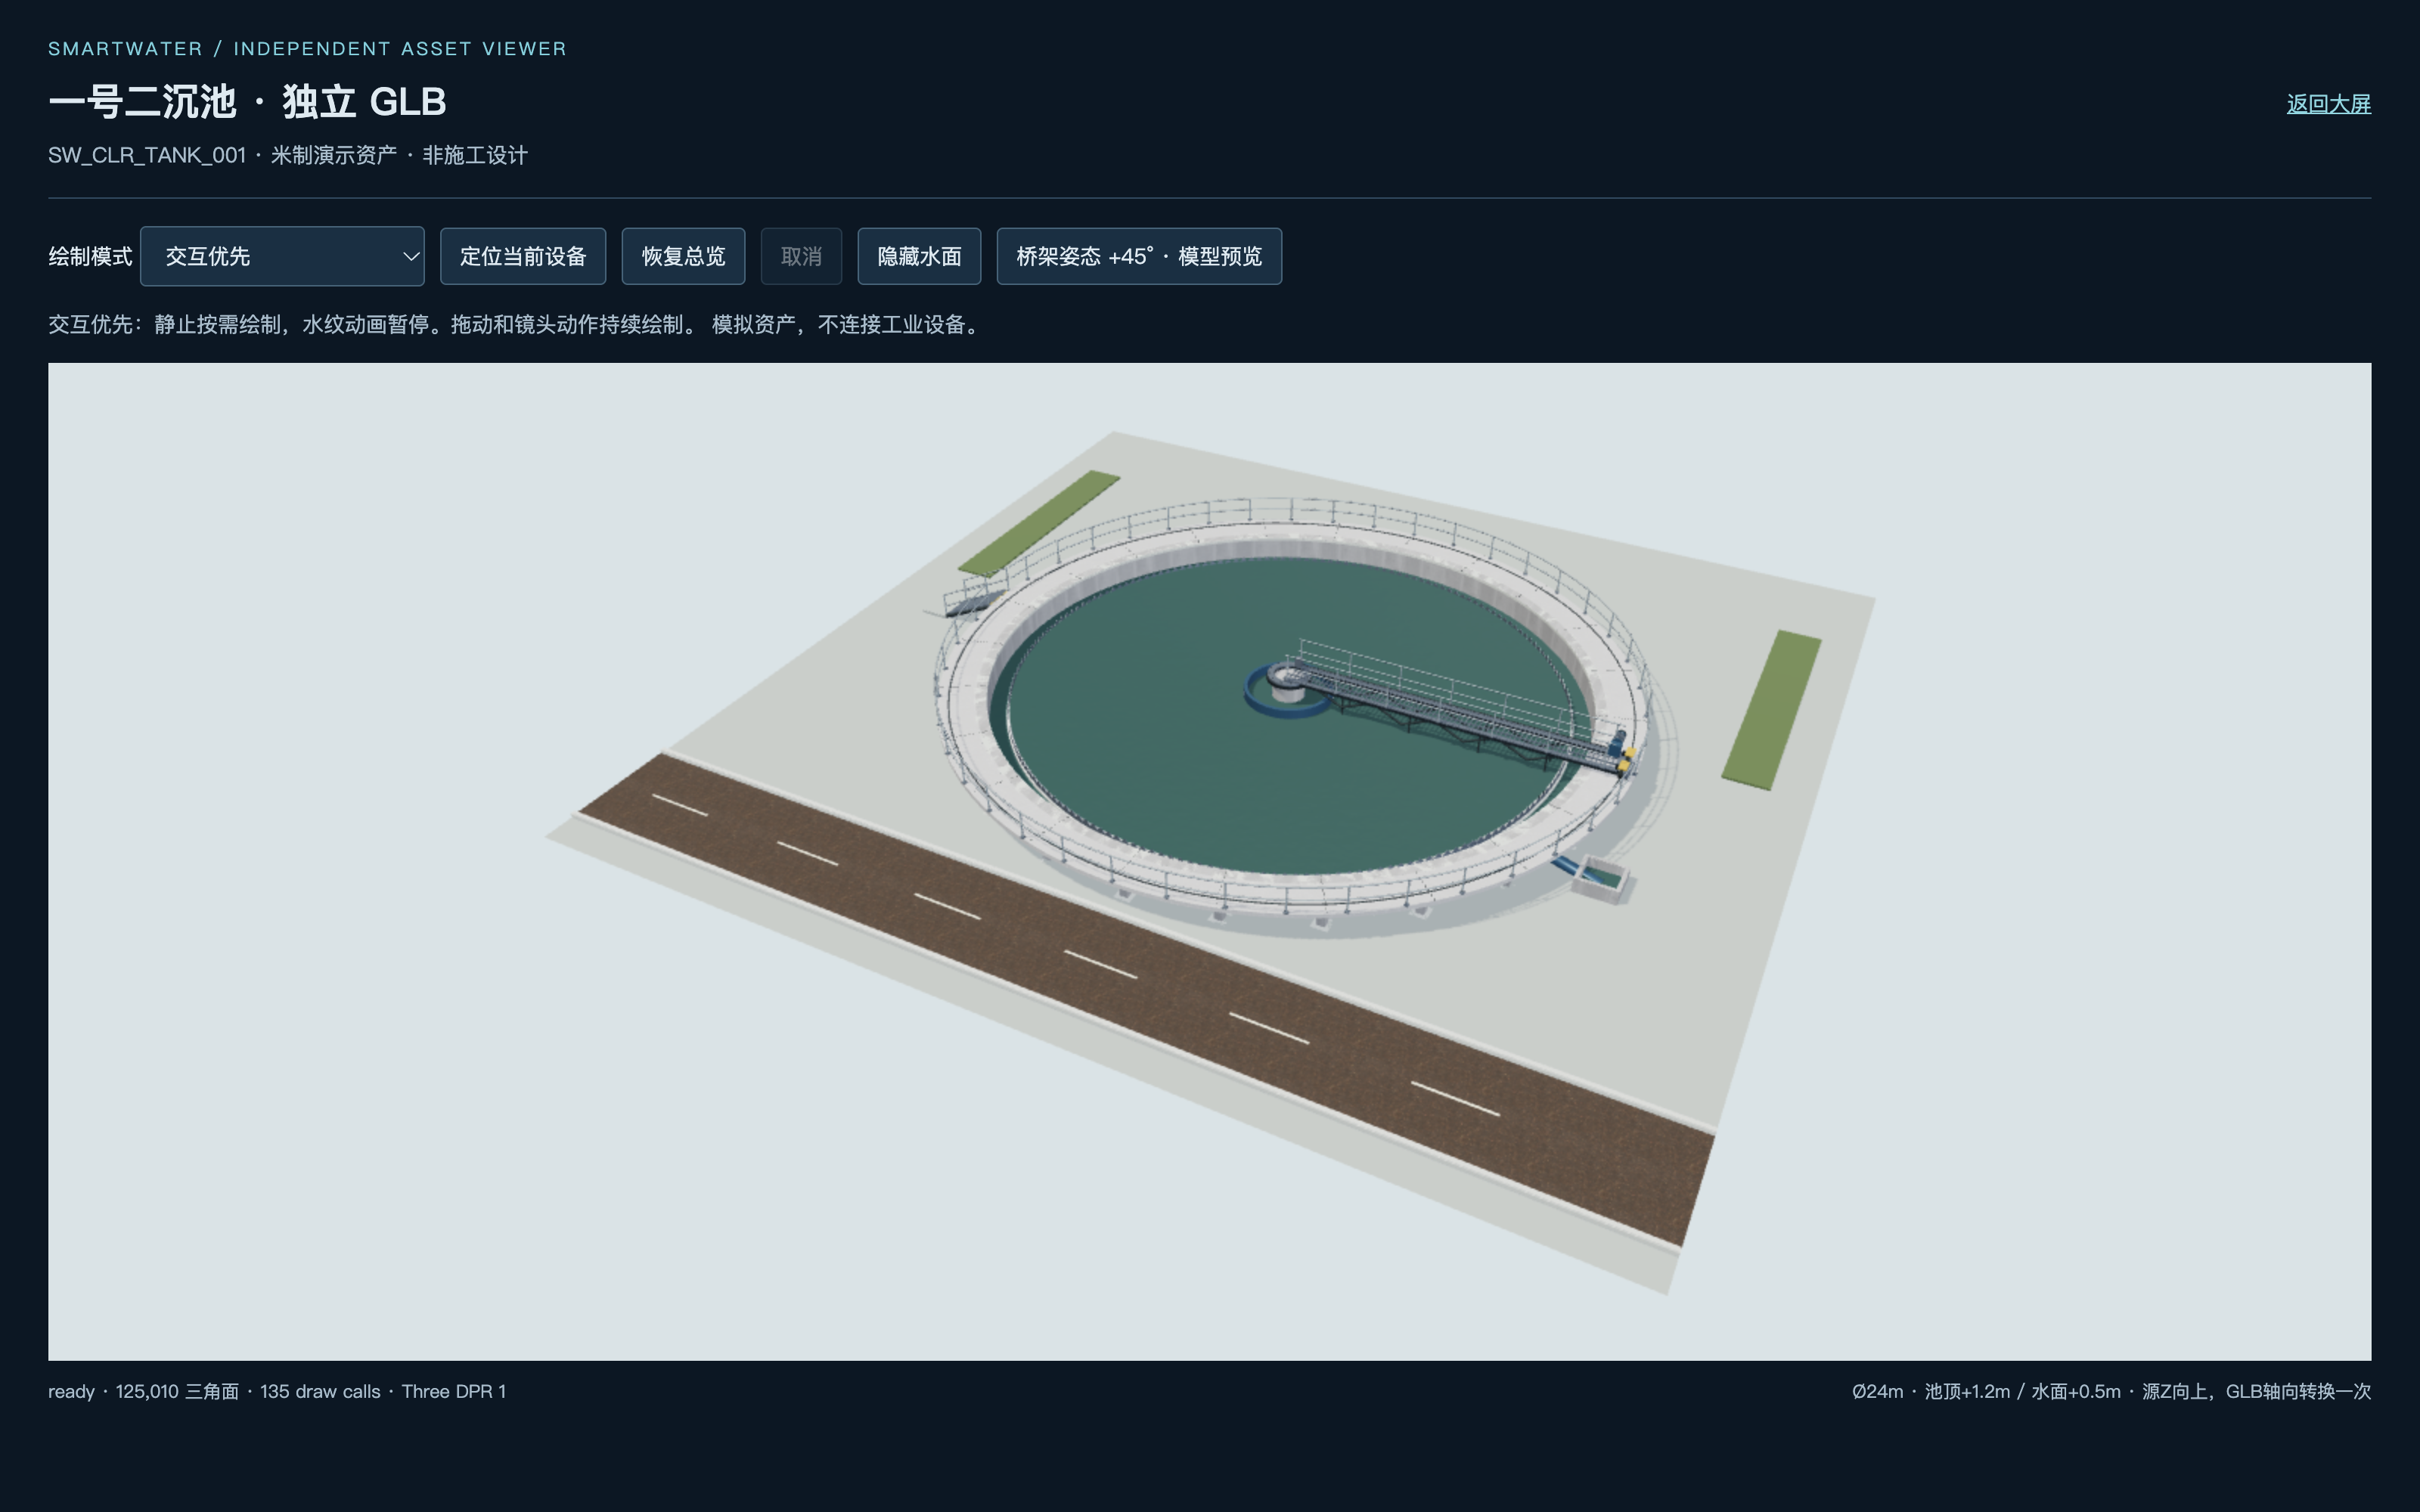 SMARTWATER / INDEPENDENT ASSET VIEWER
一号二沉池 · 独立 GLB
返回大屏
SW_CLR_TANK_001 · 米制演示资产 · 非施工设计
绘制模式 交互优先 定位当前设备 恢复总览 取消 隐藏水面 桥架姿态 +45° · 模型预览
交互优先：静止按需绘制，水纹动画暂停。拖动和镜头动作持续绘制。 模拟资产，不连接工业设备。
ready · 125,010 三角面 · 135 draw calls · Three DPR 1
Ø24m · 池顶+1.2m / 水面+0.5m · 源Z向上，GLB轴向转换一次